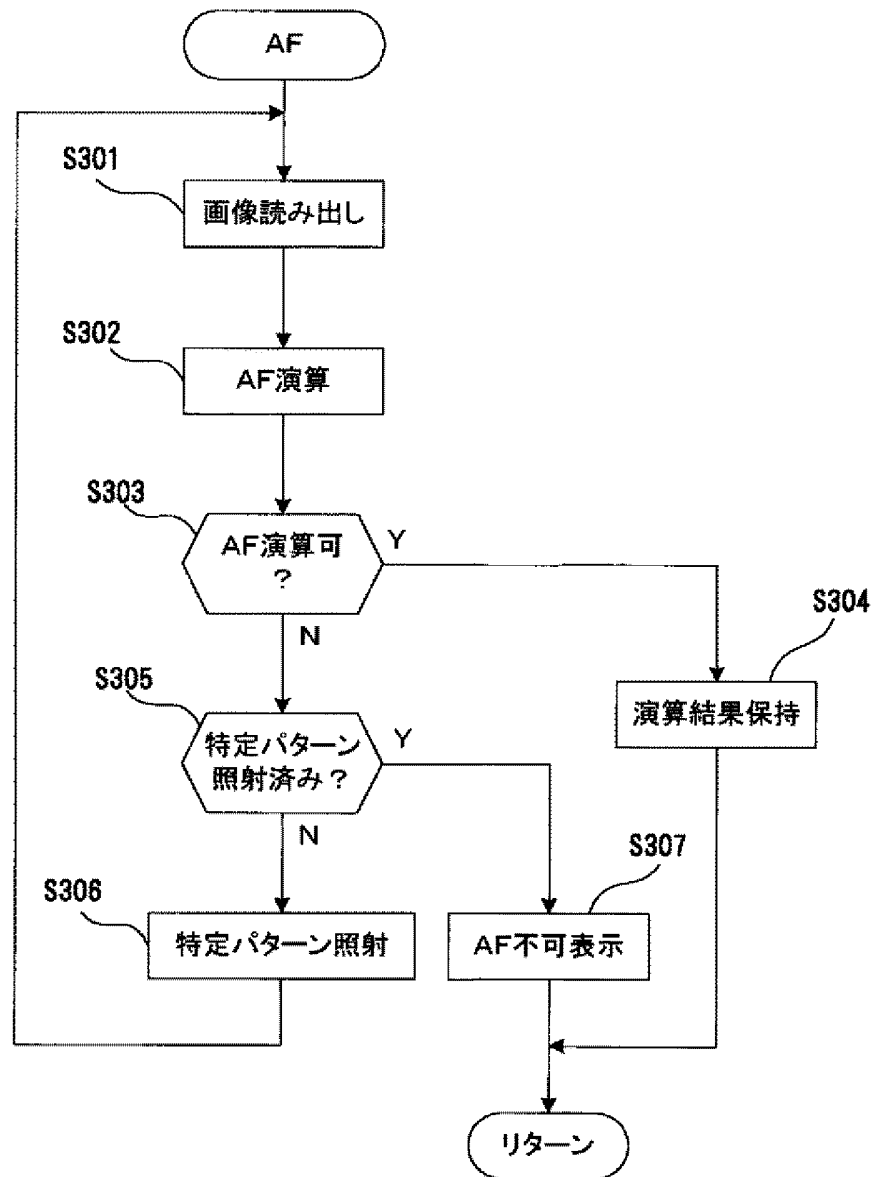 AF
S301
画像読み出し
S302
AF演算
S303
AF演算可
?
Y
N
S304
演算結果保持
S305
特定パターン
照射済み?
Y
N
S306
特定パターン照射
S307
AF不可表示
リターン